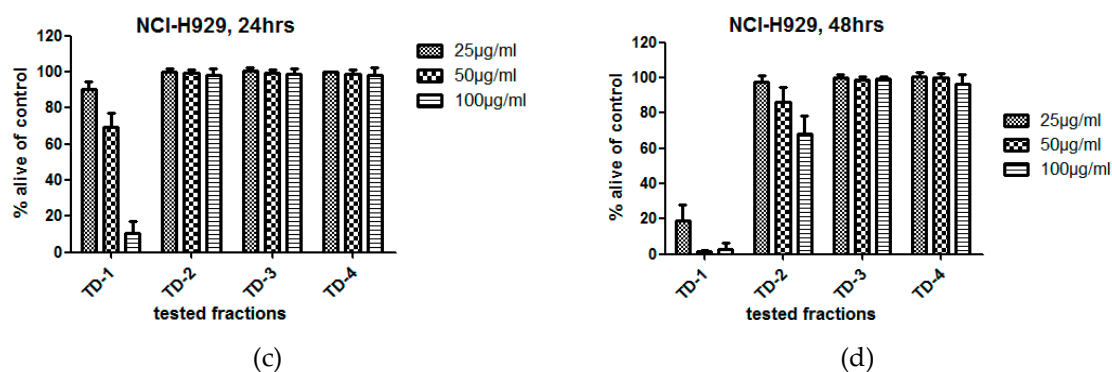 NCI-H929, 24hrs
% alive of control
120
100
80
60
40
20
0
TD-1
TD-2
TD-3
TD-4
tested fractions
25µg/ml
50µg/ml
100µg/ml
(c)
NCI-H929, 48hrs
% alive of control
120
100
80
60
40
20
0
TD-1
TD-2
TD-3
TD-4
tested fractions
25µg/ml
50µg/ml
100µg/ml
(d)